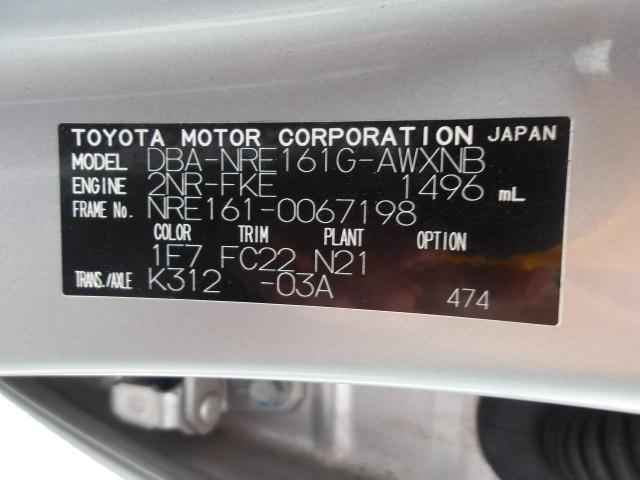 TOYOTA MOTOR CORPORATION JAPAN
MODEL DBA-NRE161G-AWXNB
ENGINE 2NR-FKE 1496 mL
FRAME No. NRE161-0067198
COLOR TRIM PLANT OPTION
1F7 FC22 N21
TRANS./AXLE K312 -03A
474